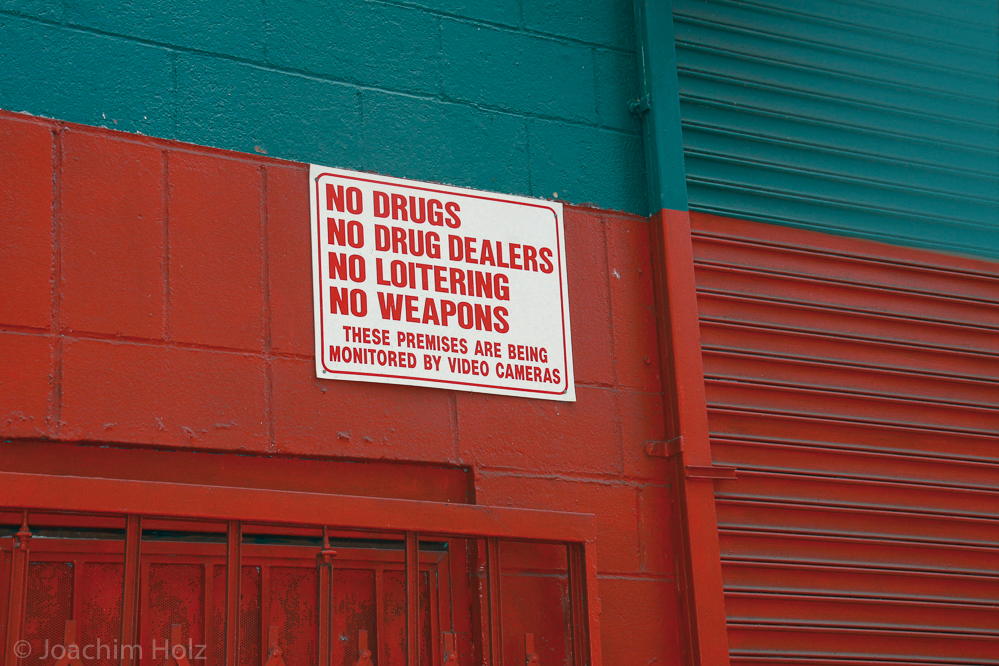 NO DRUGS
NO DRUG DEALERS
NO LOITERING
NO WEAPONS
THESE PREMISES ARE BEING
MONITORED BY VIDEO CAMERAS
© Joachim Holz